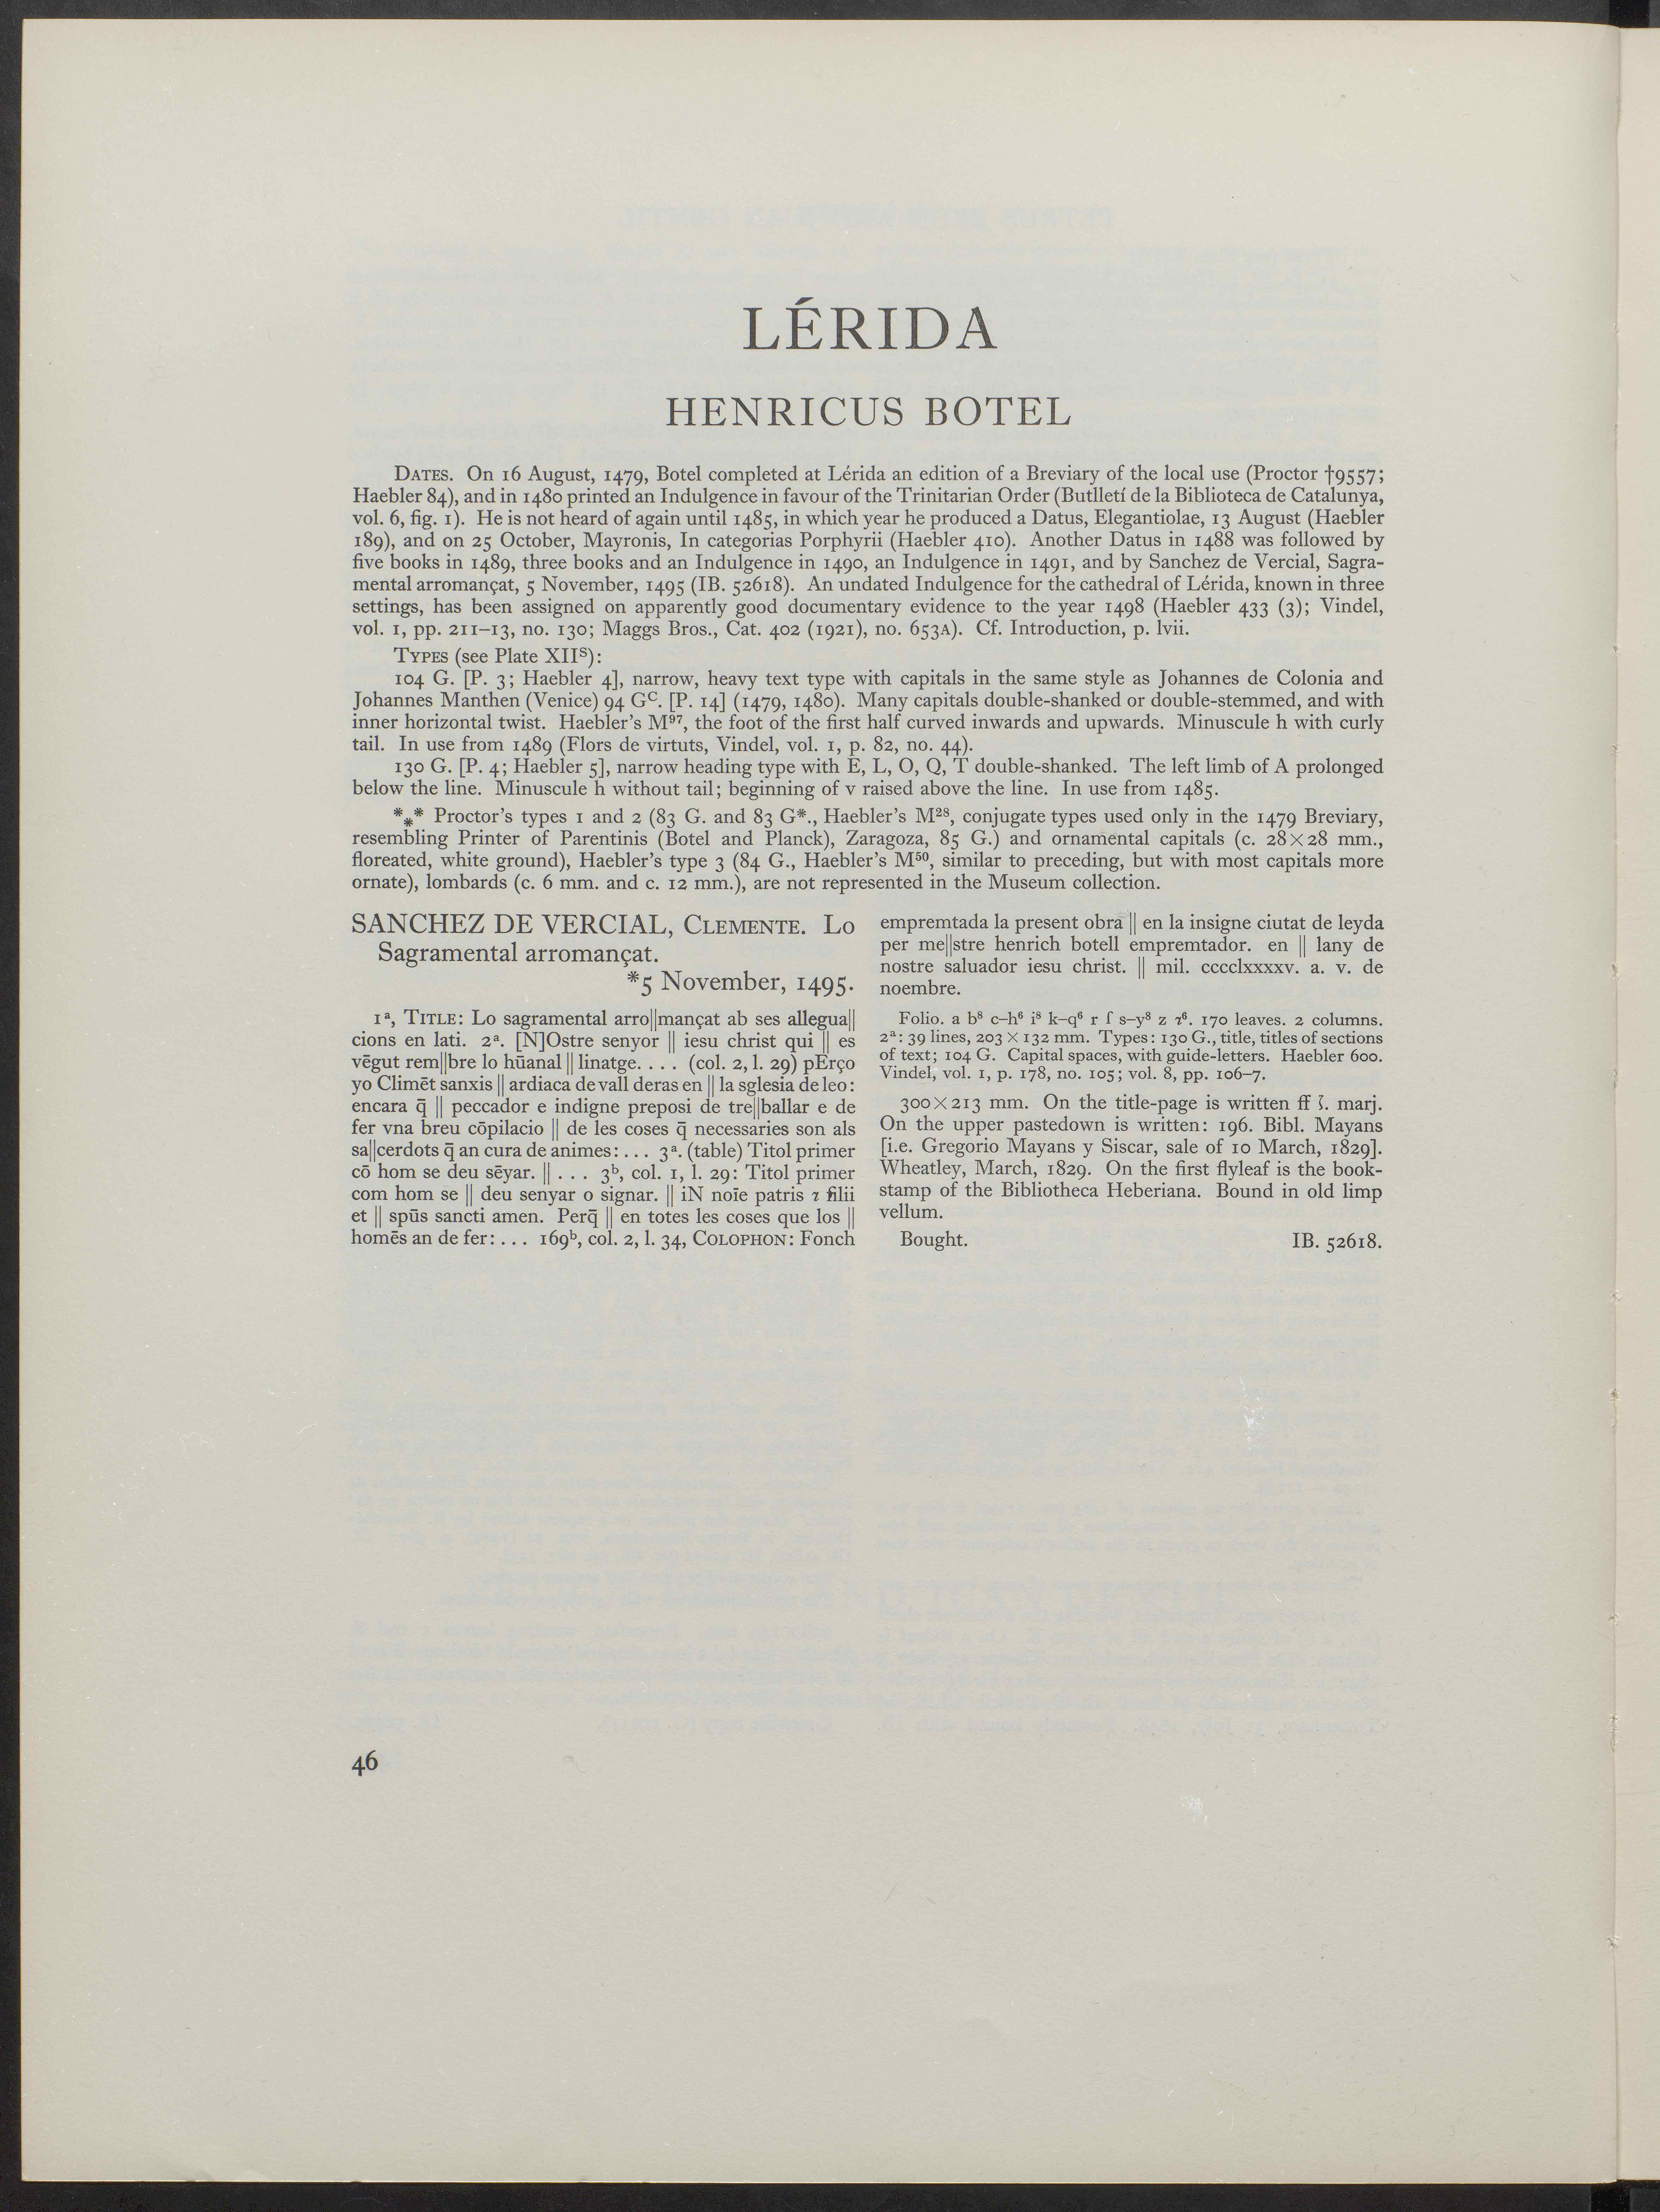 LÉRIDA
HENRICUS BOTEL
DATES. On 16 August, 1479, Botel completed at Lérida an edition of a Breviary of the local use (Proctor †9557;
Haebler 84), and in 1480 printed an Indulgence in favour of the Trinitarian Order (Butlletí de la Biblioteca de Catalunya,
vol. 6, fig. 1). He is not heard of again until 1485, in which year he produced a Datus, Elegantiolae, 13 August (Haebler
189), and on 25 October, Mayronis, In categorias Porphyrii (Haebler 410). Another Datus in 1488 was followed by
five books in 1489, three books and an Indulgence in 1490, an Indulgence in 1491, and by Sanchez de Vercial, Sagra-
mental arromançat, 5 November, 1495 (IB. 52618). An undated Indulgence for the cathedral of Lérida, known in three
settings, has been assigned on apparently good documentary evidence to the year 1498 (Haebler 433 (3); Vindel,
vol. 1, pp. 211–13, no. 130; Maggs Bros., Cat. 402 (1921), no. 653A). Cf. Introduction, p. lvii.
TYPES (see Plate XIIˢ):
104 G. [P. 3; Haebler 4], narrow, heavy text type with capitals in the same style as Johannes de Colonia and
Johannes Manthen (Venice) 94 Gᶜ. [P. 14] (1479, 1480). Many capitals double-shanked or double-stemmed, and with
inner horizontal twist. Haebler's M⁹⁷, the foot of the first half curved inwards and upwards. Minuscule h with curly
tail. In use from 1489 (Flors de virtuts, Vindel, vol. 1, p. 82, no. 44).
130 G. [P. 4; Haebler 5], narrow heading type with E, L, O, Q, T double-shanked. The left limb of A prolonged
below the line. Minuscule h without tail; beginning of v raised above the line. In use from 1485.
*** Proctor's types 1 and 2 (83 G. and 83 G*., Haebler's M²⁸, conjugate types used only in the 1479 Breviary,
resembling Printer of Parentinis (Botel and Planck), Zaragoza, 85 G.) and ornamental capitals (c. 28×28 mm.,
floreated, white ground), Haebler's type 3 (84 G., Haebler's M⁵⁰, similar to preceding, but with most capitals more
ornate), lombards (c. 6 mm. and c. 12 mm.), are not represented in the Museum collection.
SANCHEZ DE VERCIAL, CLEMENTE. Lo
Sagramental arromançat.
*5 November, 1495.
1ª, TITLE: Lo sagramental arro||mançat ab ses allegua||
cions en lati. 2ª. [N]Ostre senyor || iesu christ qui || es
vēgut rem||bre lo hūanal || linatge. . . . (col. 2, l. 29) pErço
yo Climēt sanxis || ardiaca de vall deras en || la sglesia de leo:
encara q̄ || peccador e indigne preposi de tre||ballar e de
fer vna breu cōpilacio || de les coses q̄ necessaries son als
sa||cerdots q̄ an cura de animes: . . . 3ª. (table) Titol primer
cō hom se deu sēyar. || . . . 3ᵇ, col. 1, l. 29: Titol primer
com hom se || deu senyar o signar. || iN noīe patris ⁊ filii
et || spūs sancti amen. Perq̄ || en totes les coses que los ||
homēs an de fer: . . . 169ᵇ, col. 2, l. 34, COLOPHON: Fonch
empremtada la present obra || en la insigne ciutat de leyda
per me||stre henrich botell empremtador. en || lany de
nostre saluador iesu christ. || mil. cccclxxxxv. a. v. de
noembre.
Folio. a b⁸ c–h⁶ i⁸ k–q⁶ r ſ s–y⁸ z ⁊⁶. 170 leaves. 2 columns.
2ª: 39 lines, 203 × 132 mm. Types: 130 G., title, titles of sections
of text; 104 G. Capital spaces, with guide-letters. Haebler 600.
Vindel, vol. 1, p. 178, no. 105; vol. 8, pp. 106–7.
300×213 mm. On the title-page is written ff marj.
On the upper pastedown is written: 196. Bibl. Mayans
[i.e. Gregorio Mayans y Siscar, sale of 10 March, 1829].
Wheatley, March, 1829. On the first flyleaf is the book-
stamp of the Bibliotheca Heberiana. Bound in old limp
vellum.
Bought. IB. 52618.
46